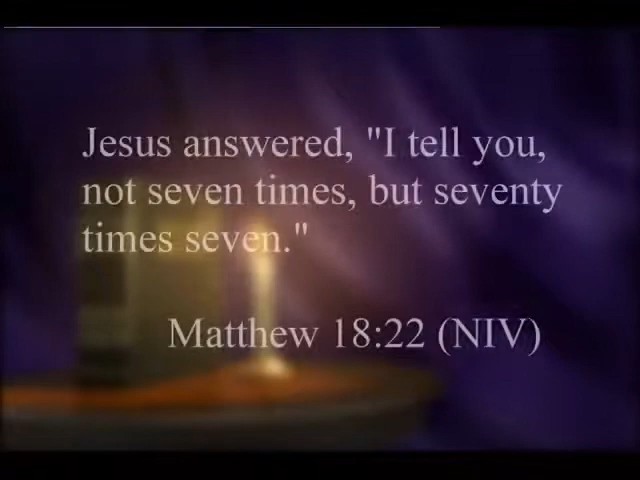 Jesus answered, "I tell you,
not seven times, but seventy
times seven."
Matthew 18:22 (NIV)